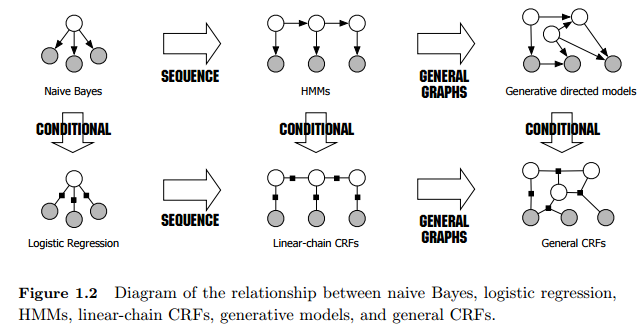 SEQUENCE
GENERAL
GRAPHS
Naive Bayes
HMMs
Generative directed models
CONDITIONAL
CONDITIONAL
CONDITIONAL
SEQUENCE
GENERAL
GRAPHS
Logistic Regression
Linear-chain CRFs
General CRFs
Figure 1.2 Diagram of the relationship between naive Bayes, logistic regression,
HMMs, linear-chain CRFs, generative models, and general CRFs.